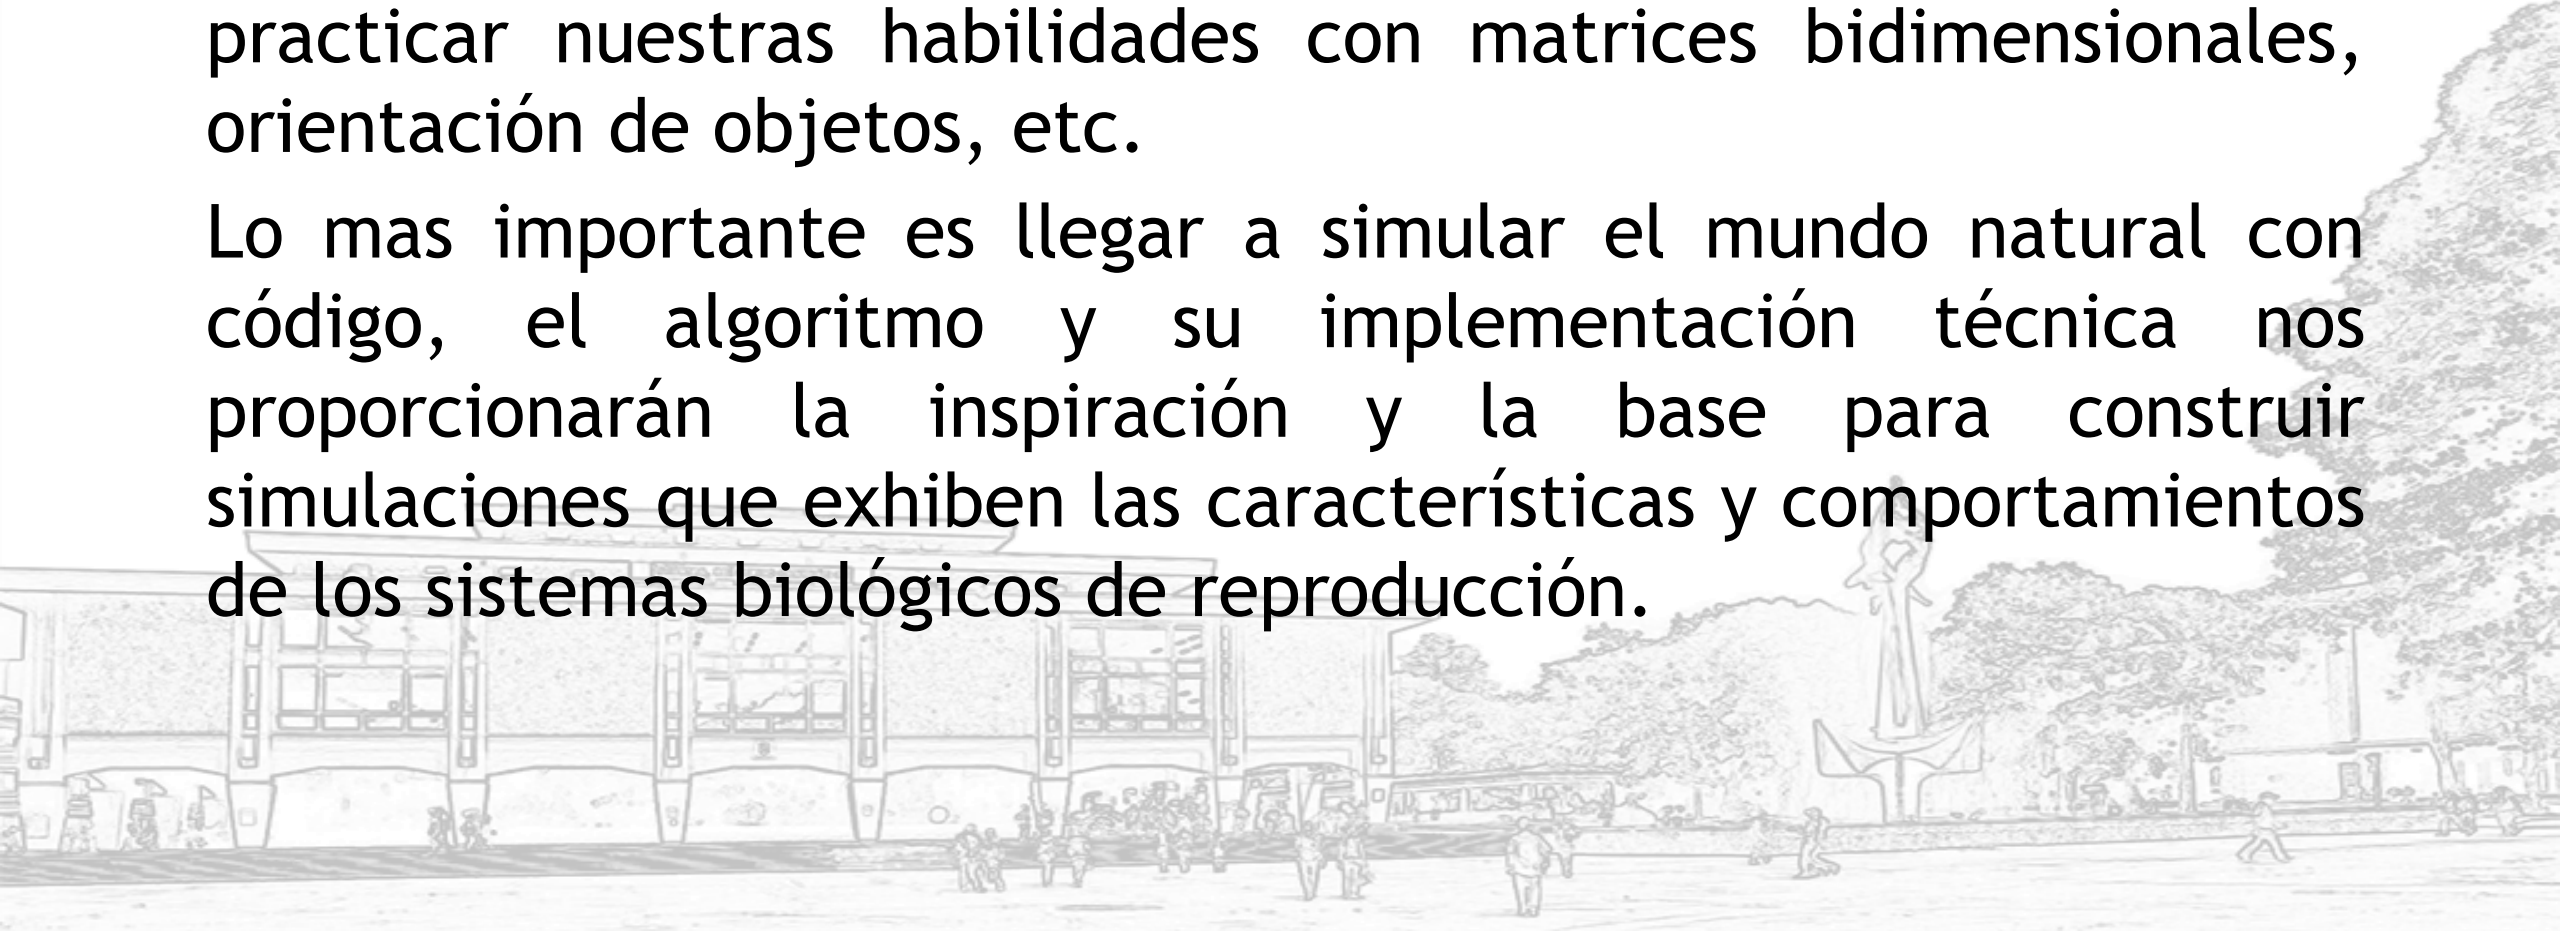 practicar nuestras habilidades con matrices bidimensionales,
orientación de objetos, etc.
Lo mas importante es llegar a simular el mundo natural con
código, el algoritmo y su implementación técnica nos
proporcionarán la inspiración y la base para construir
simulaciones que exhiben las características y comportamientos
de los sistemas biológicos de reproducción.